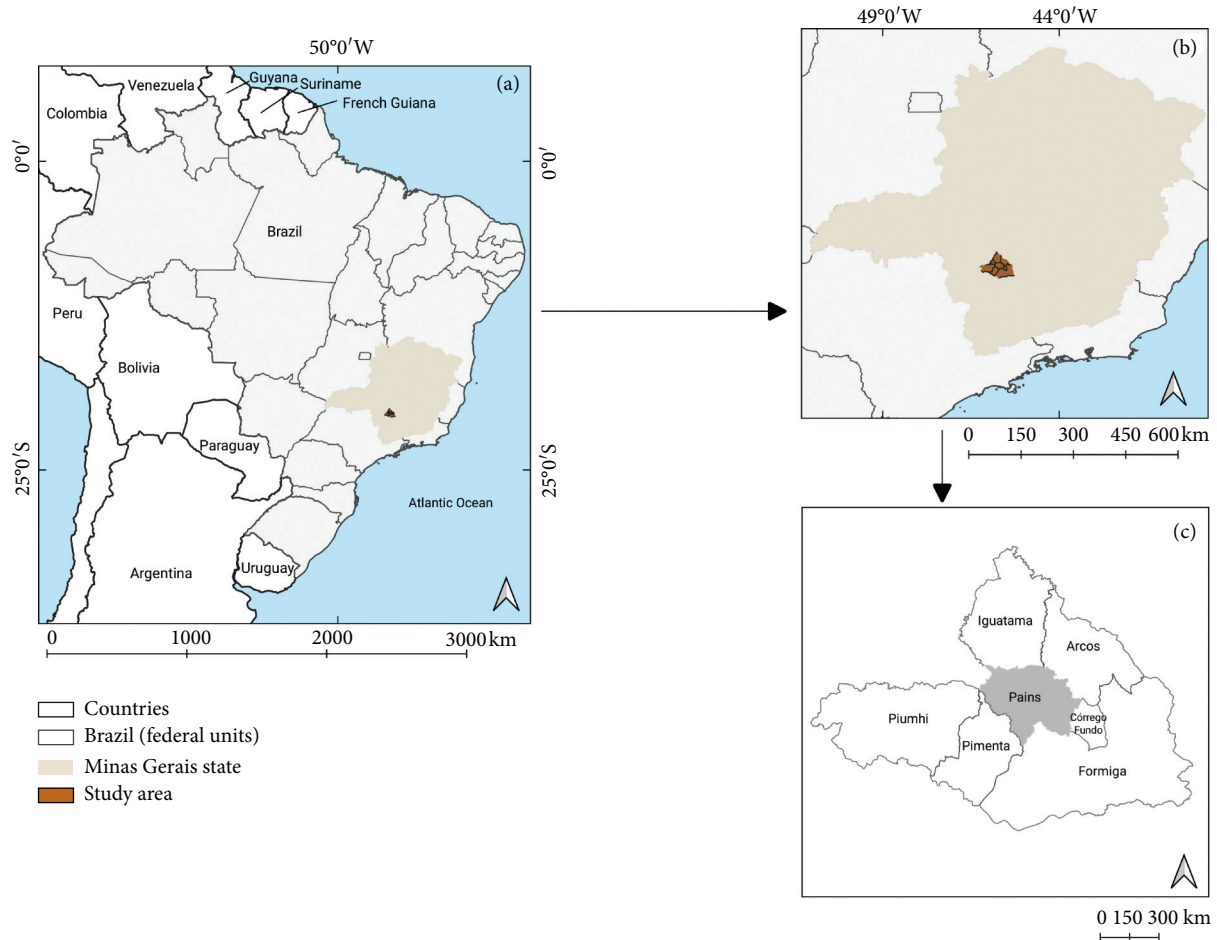 50°0′W
(a)
Guyana
Venezuela
Suriname
French Guiana
Colombia
0°0′
0°0′
Brazil
Peru
Bolivia
Paraguay
25°0′S
25°0′S
Atlantic Ocean
Argentina
Uruguay
0 1000 2000 3000 km
Countries
Brazil (federal units)
Minas Gerais state
Study area
49°0′W 44°0′W
(b)
0 150 300 450 600 km
(c)
Iguatama
Arcos
Pains
Piumhi
Córrego
Fundo
Pimenta
Formiga
0 150 300 km